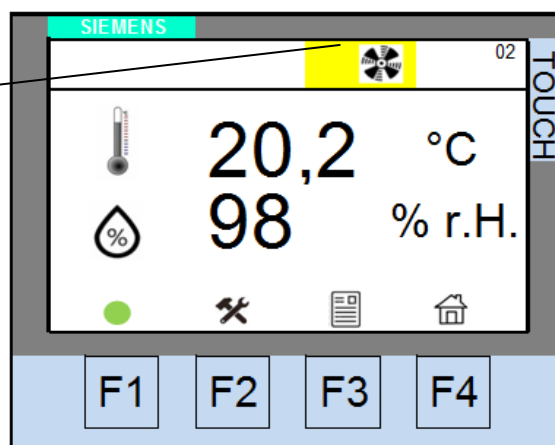 SIEMENS
02
TOUCH
20,2 °C
%
98 % r.H.
F1 F2 F3 F4